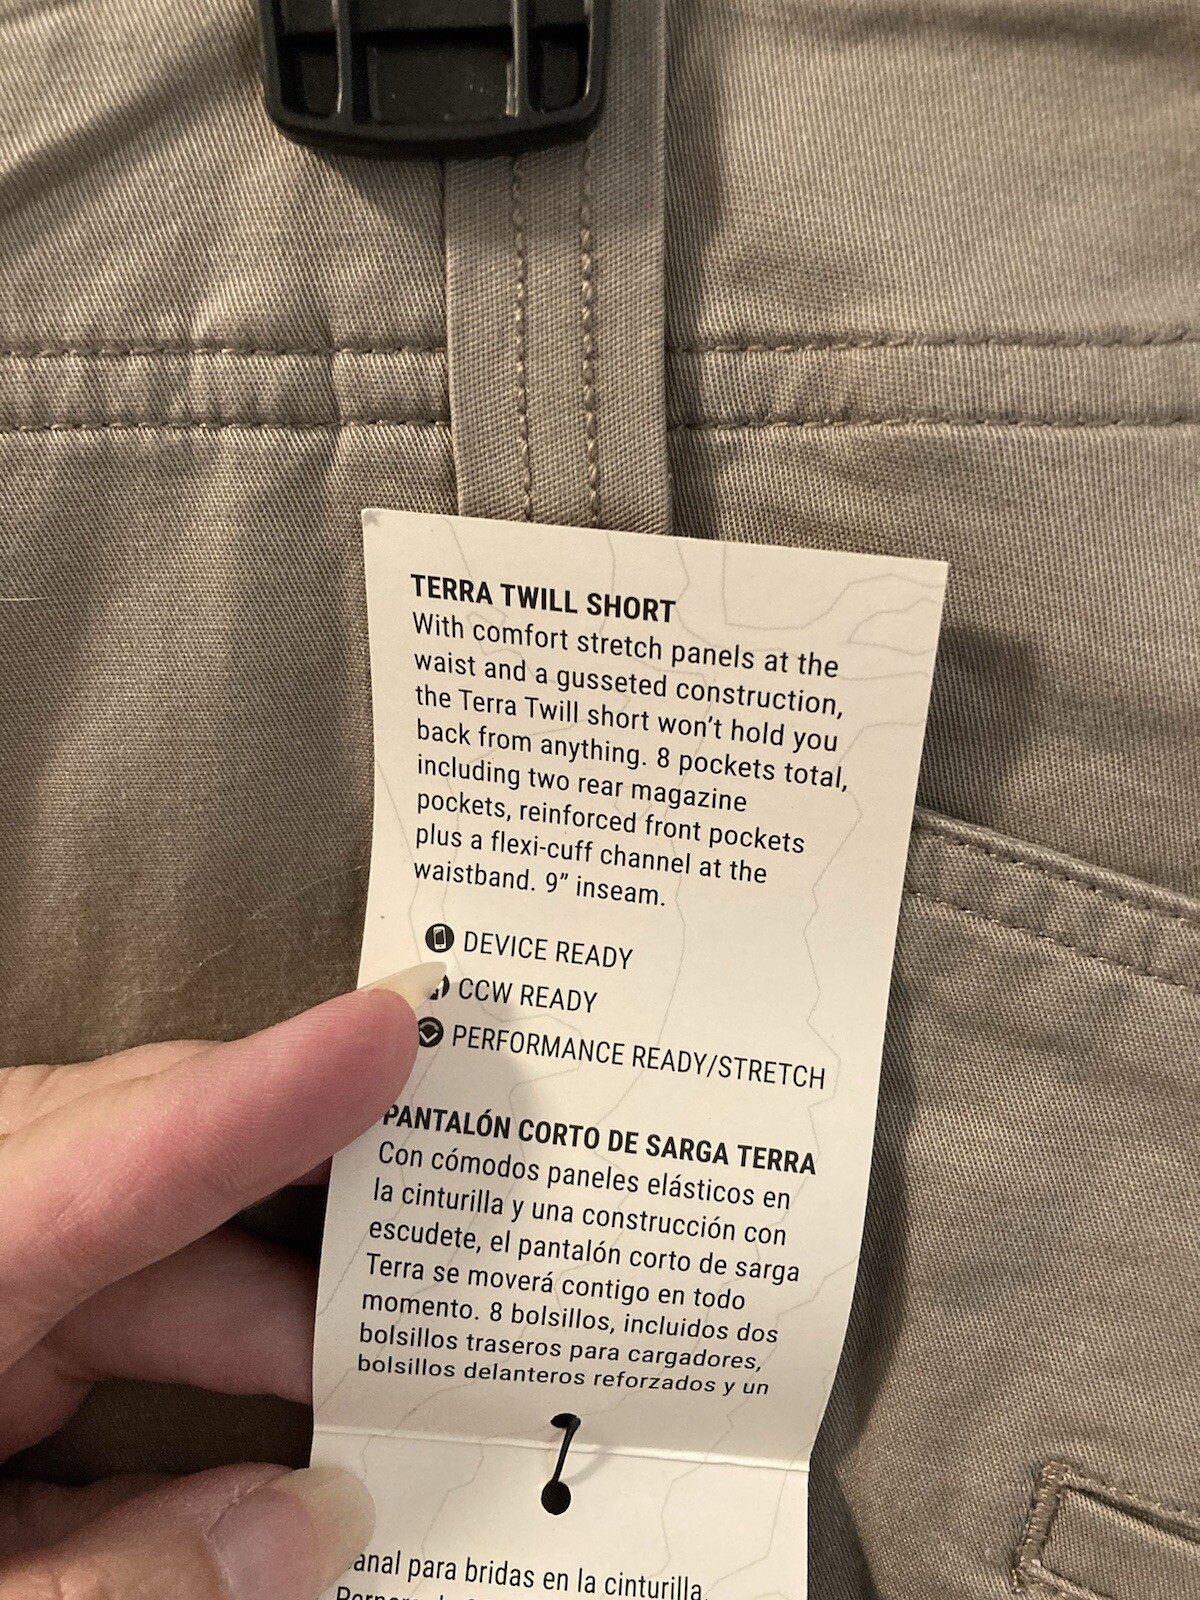 TERRA TWILL SHORT
With comfort stretch panels at the
waist and a gusseted construction,
the Terra Twill short won't hold you
back from anything. 8 pockets total,
including two rear magazine
pockets, reinforced front pockets
plus a flexi-cuff channel at the
waistband. 9” inseam.
DEVICE READY
CCW READY
PERFORMANCE READY/STRETCH
PANTALÓN CORTO DE SARGA TERRA
Con cómodos paneles elásticos en
la cinturilla y una construcción con
escudete, el pantalón corto de sarga
Terra se moverá contigo en todo
momento. 8 bolsillos, incluidos dos
bolsillos traseros para cargadores,
bolsillos delanteros reforzados y un
para bridas en la cinturilla.